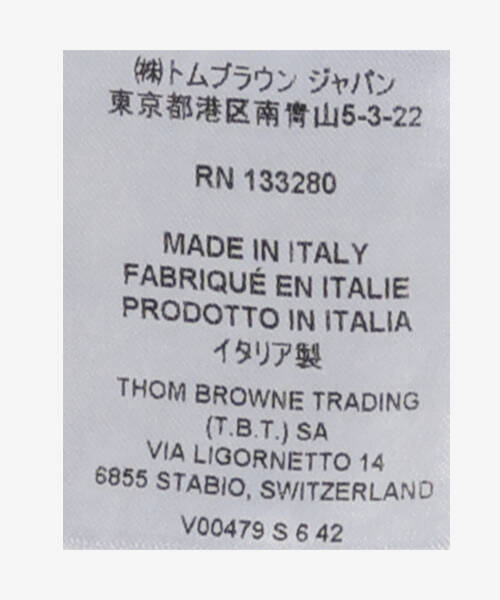 ㈱トムブラウン ジャパン
東京都港区南青山5-3-22
RN 133280
MADE IN ITALY
FABRIQUÉ EN ITALIE
PRODOTTO IN ITALIA
イタリア製
THOM BROWNE TRADING
(T.B.T.) SA
VIA LIGORNETTO 14
6855 STABIO, SWITZERLAND
V00479 S 6 42